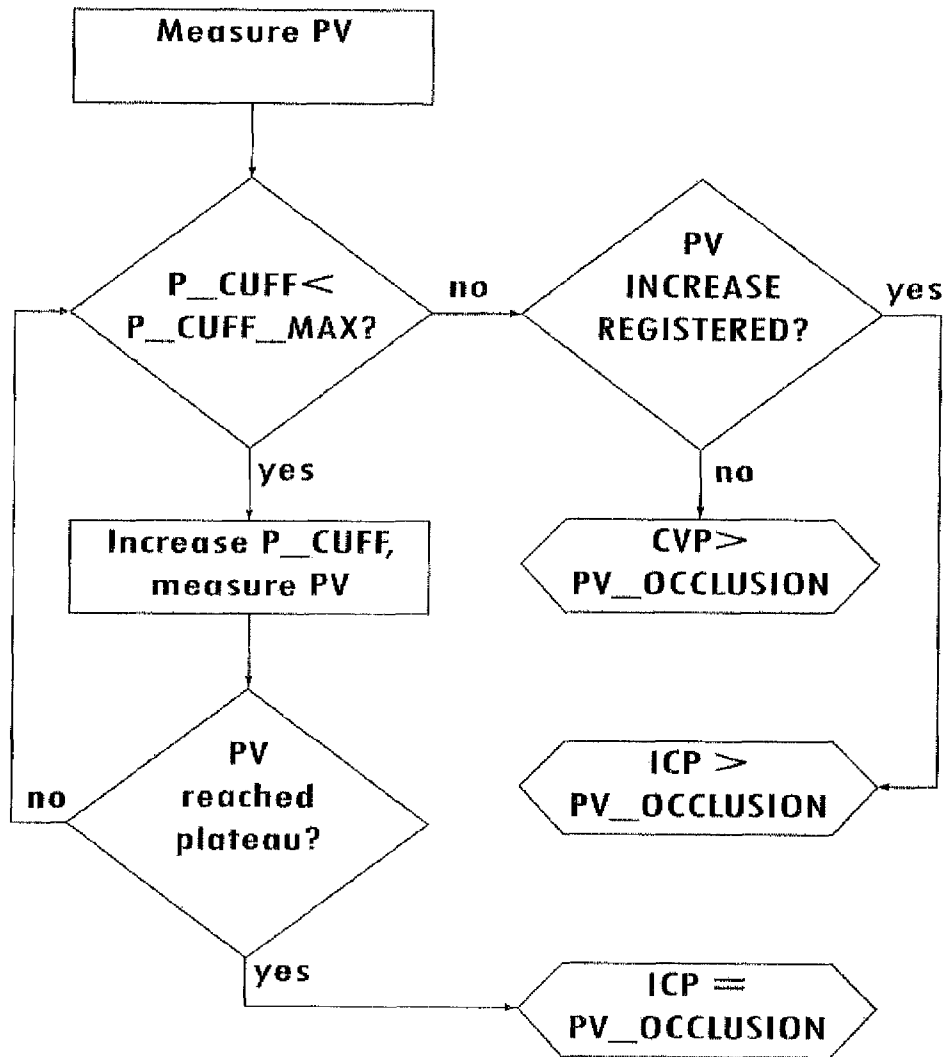 Measure PV
P_CUFF<
P_CUFF_MAX?
no
PV
INCREASE
REGISTERED?
yes
yes
no
Increase P_CUFF,
measure PV
CVP>
PV_OCCLUSION
PV
reached
plateau?
no
ICP >
PV_OCCLUSION
yes
ICP =
PV_OCCLUSION